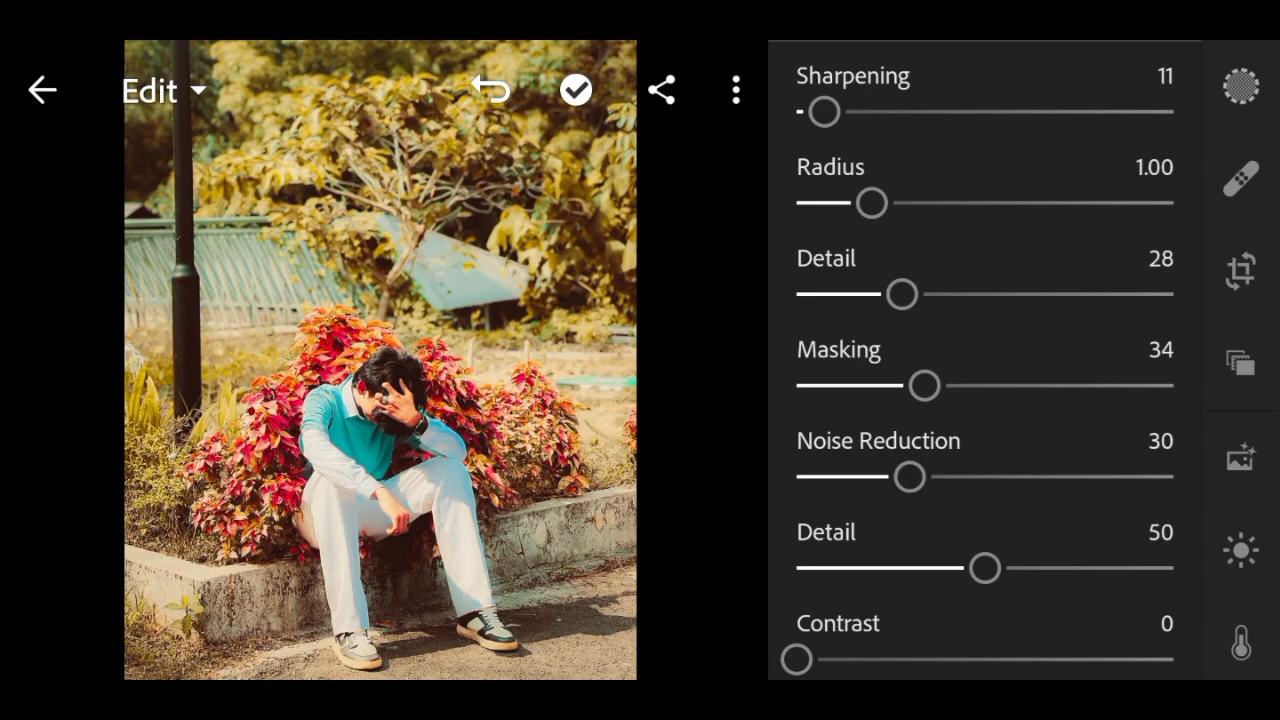 Edit
Sharpening 11
Radius 1.00
Detail 28
Masking 34
Noise Reduction 30
Detail 50
Contrast 0